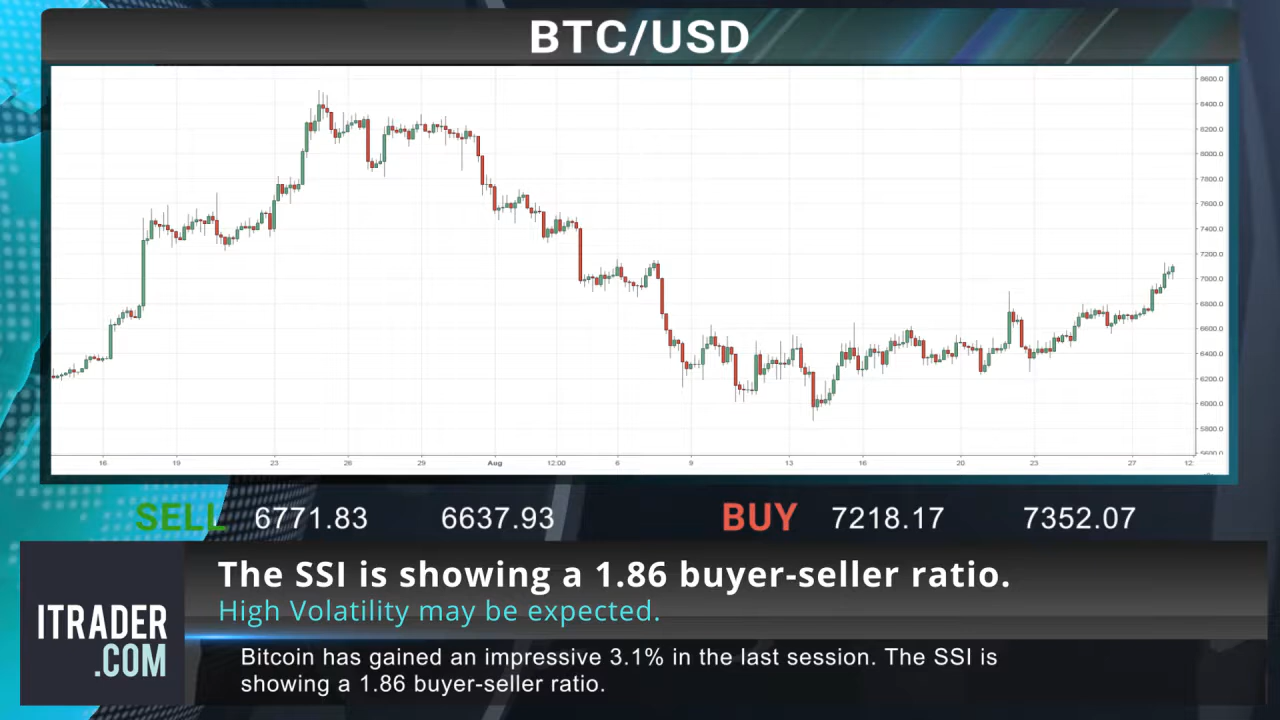 BTC/USD
8600.0
8400.0
8200.0
8000.0
7800.0
7600.0
7400.0
7200.0
7000.0
6800.0
6600.0
6400.0
6200.0
6000.0
5800.0
5600.0
16 19 23 26 29 Aug 12:00 6 9 13 16 20 23 27 12:
SELL 6771.83 6637.93 BUY 7218.17 7352.07
The SSI is showing a 1.86 buyer-seller ratio.
High Volatility may be expected.
ITRADER
.COM
Bitcoin has gained an impressive 3.1% in the last session. The SSI is
showing a 1.86 buyer-seller ratio.